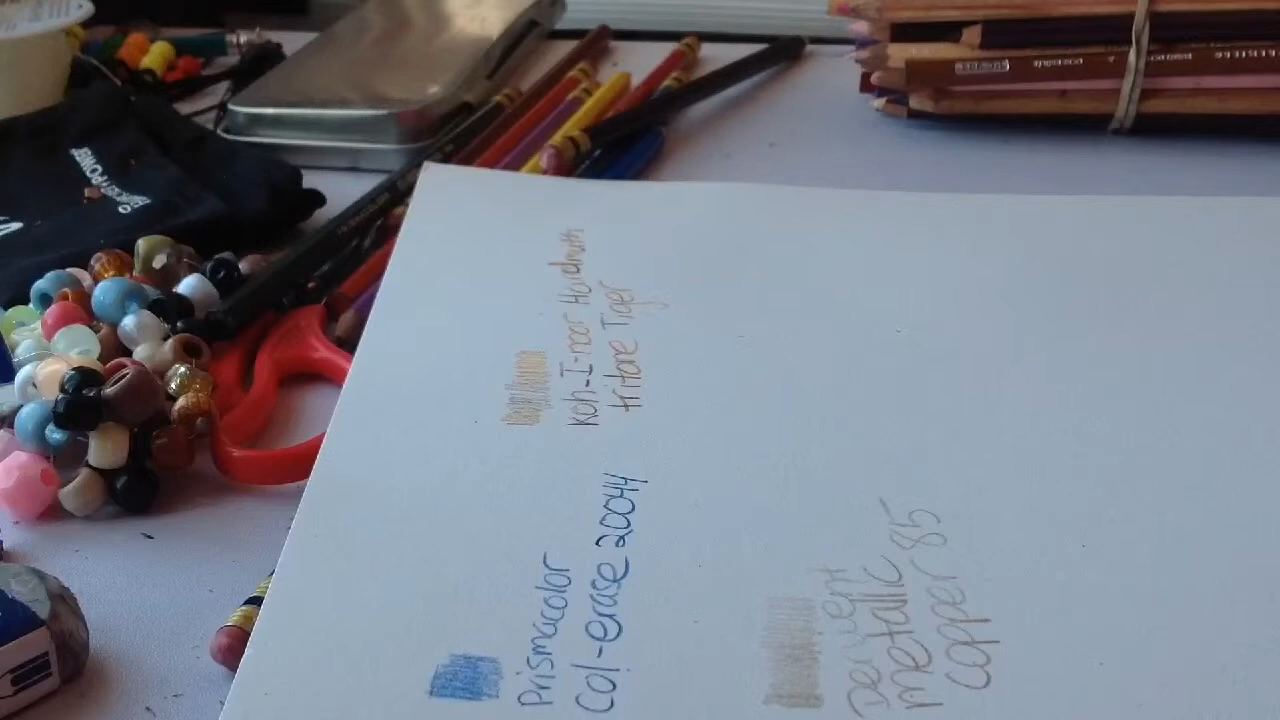 Prismacolor
Col-erase 20044
Koh-I-noor Hardmuth
tritone Tiger
Derwent
metallic
copper 85